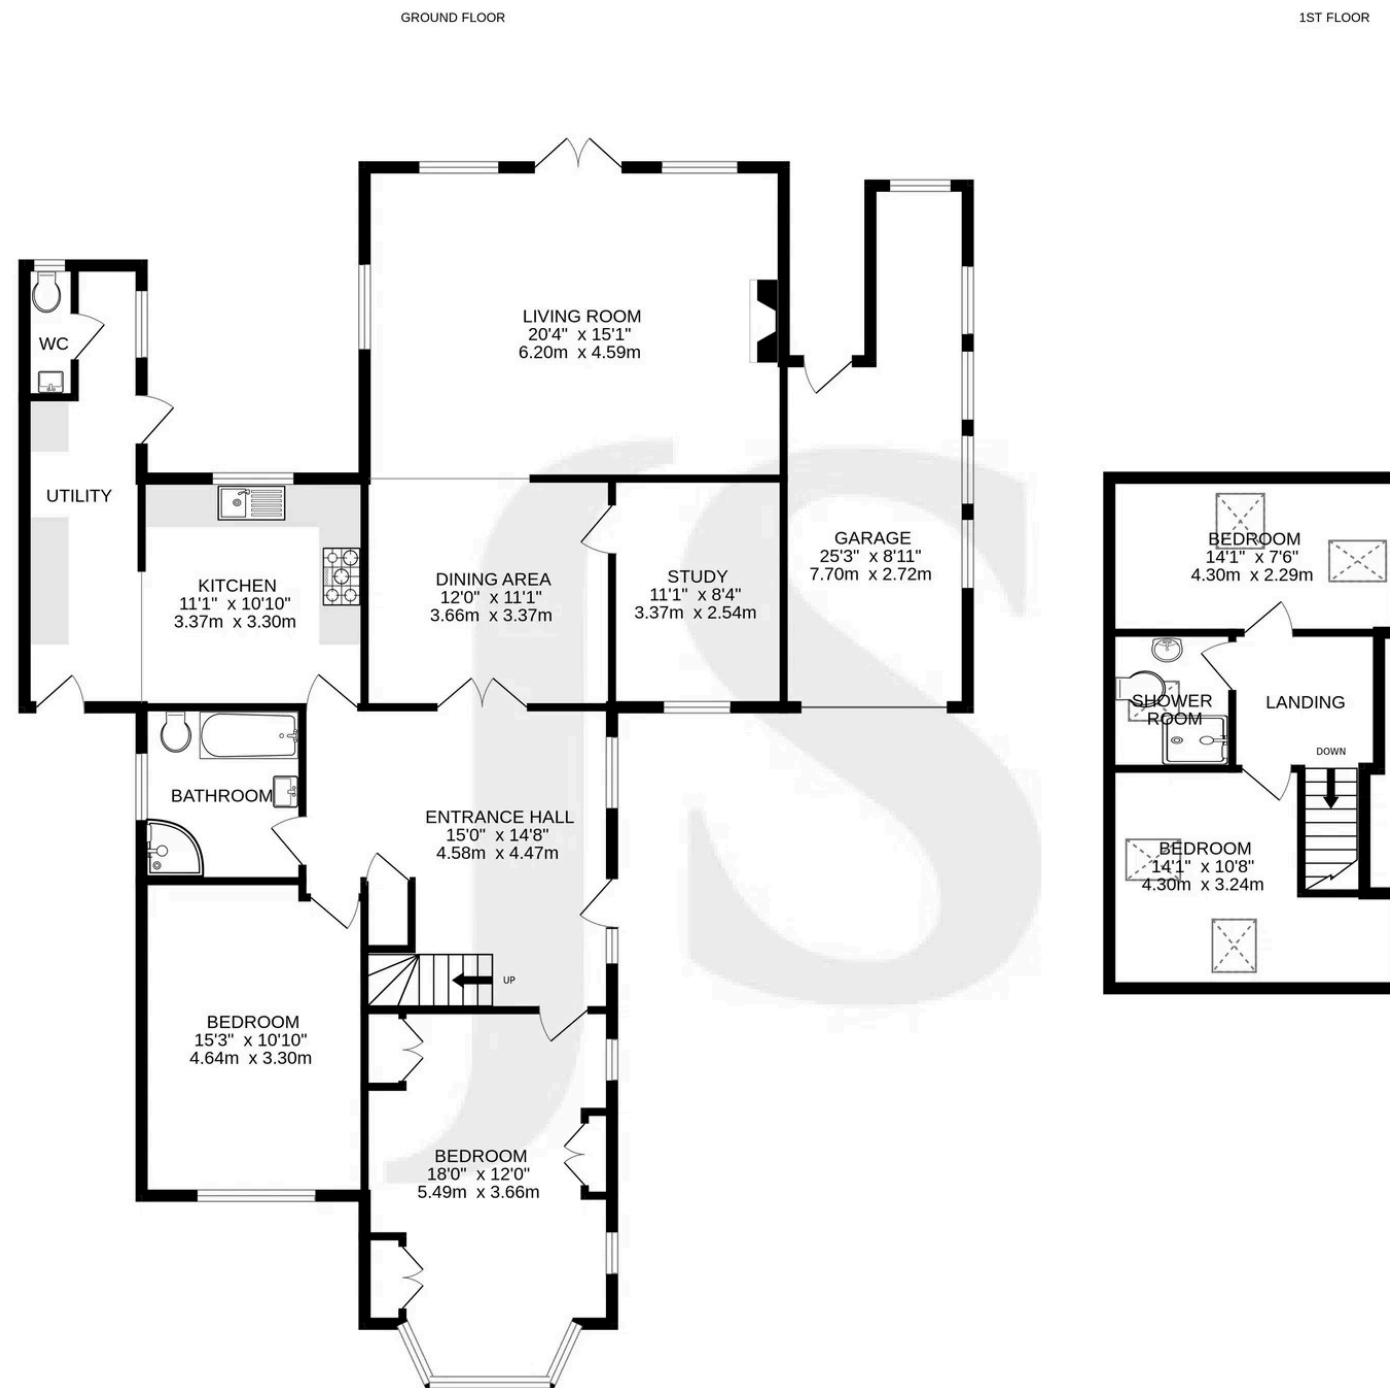 GROUND FLOOR
1ST FLOOR
LIVING ROOM
20'4" x 15'1"
6.20m x 4.59m
WC
UTILITY
KITCHEN
11'1" x 10'10"
3.37m x 3.30m
DINING AREA
12'0" x 11'1"
3.66m x 3.37m
STUDY
11'1" x 8'4"
3.37m x 2.54m
GARAGE
25'3" x 8'11"
7.70m x 2.72m
BATHROOM
ENTRANCE HALL
15'0" x 14'8"
4.58m x 4.47m
UP
BEDROOM
15'3" x 10'10"
4.64m x 3.30m
BEDROOM
18'0" x 12'0"
5.49m x 3.66m
BEDROOM
14'1" x 7'6"
4.30m x 2.29m
SHOWER
ROOM
LANDING
DOWN
BEDROOM
14'1" x 10'8"
4.30m x 3.24m
JS